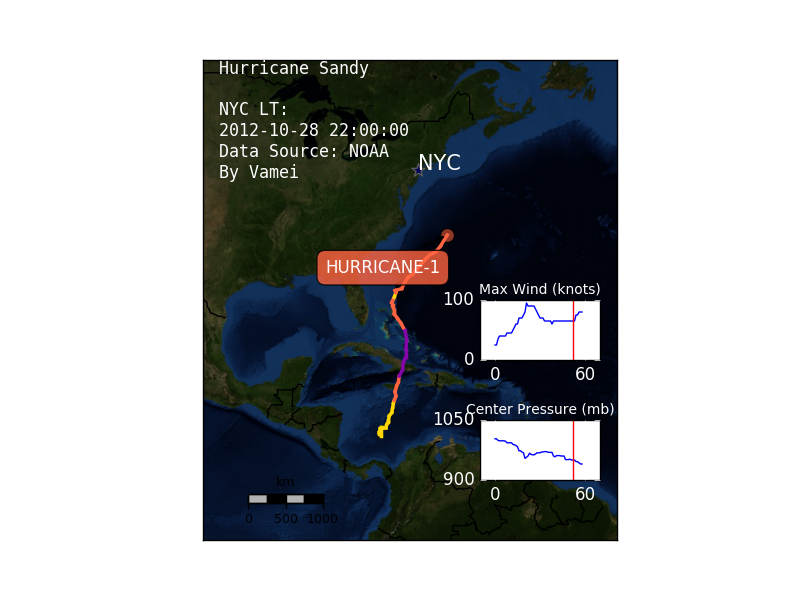 Hurricane Sandy
NYC LT:
2012-10-28 22:00:00
Data Source: NOAA
By Vamei
NYC
HURRICANE-1
Max Wind (knots)
100
0
0 60
Center Pressure (mb)
1050
900
0 60
km
0 500 1000